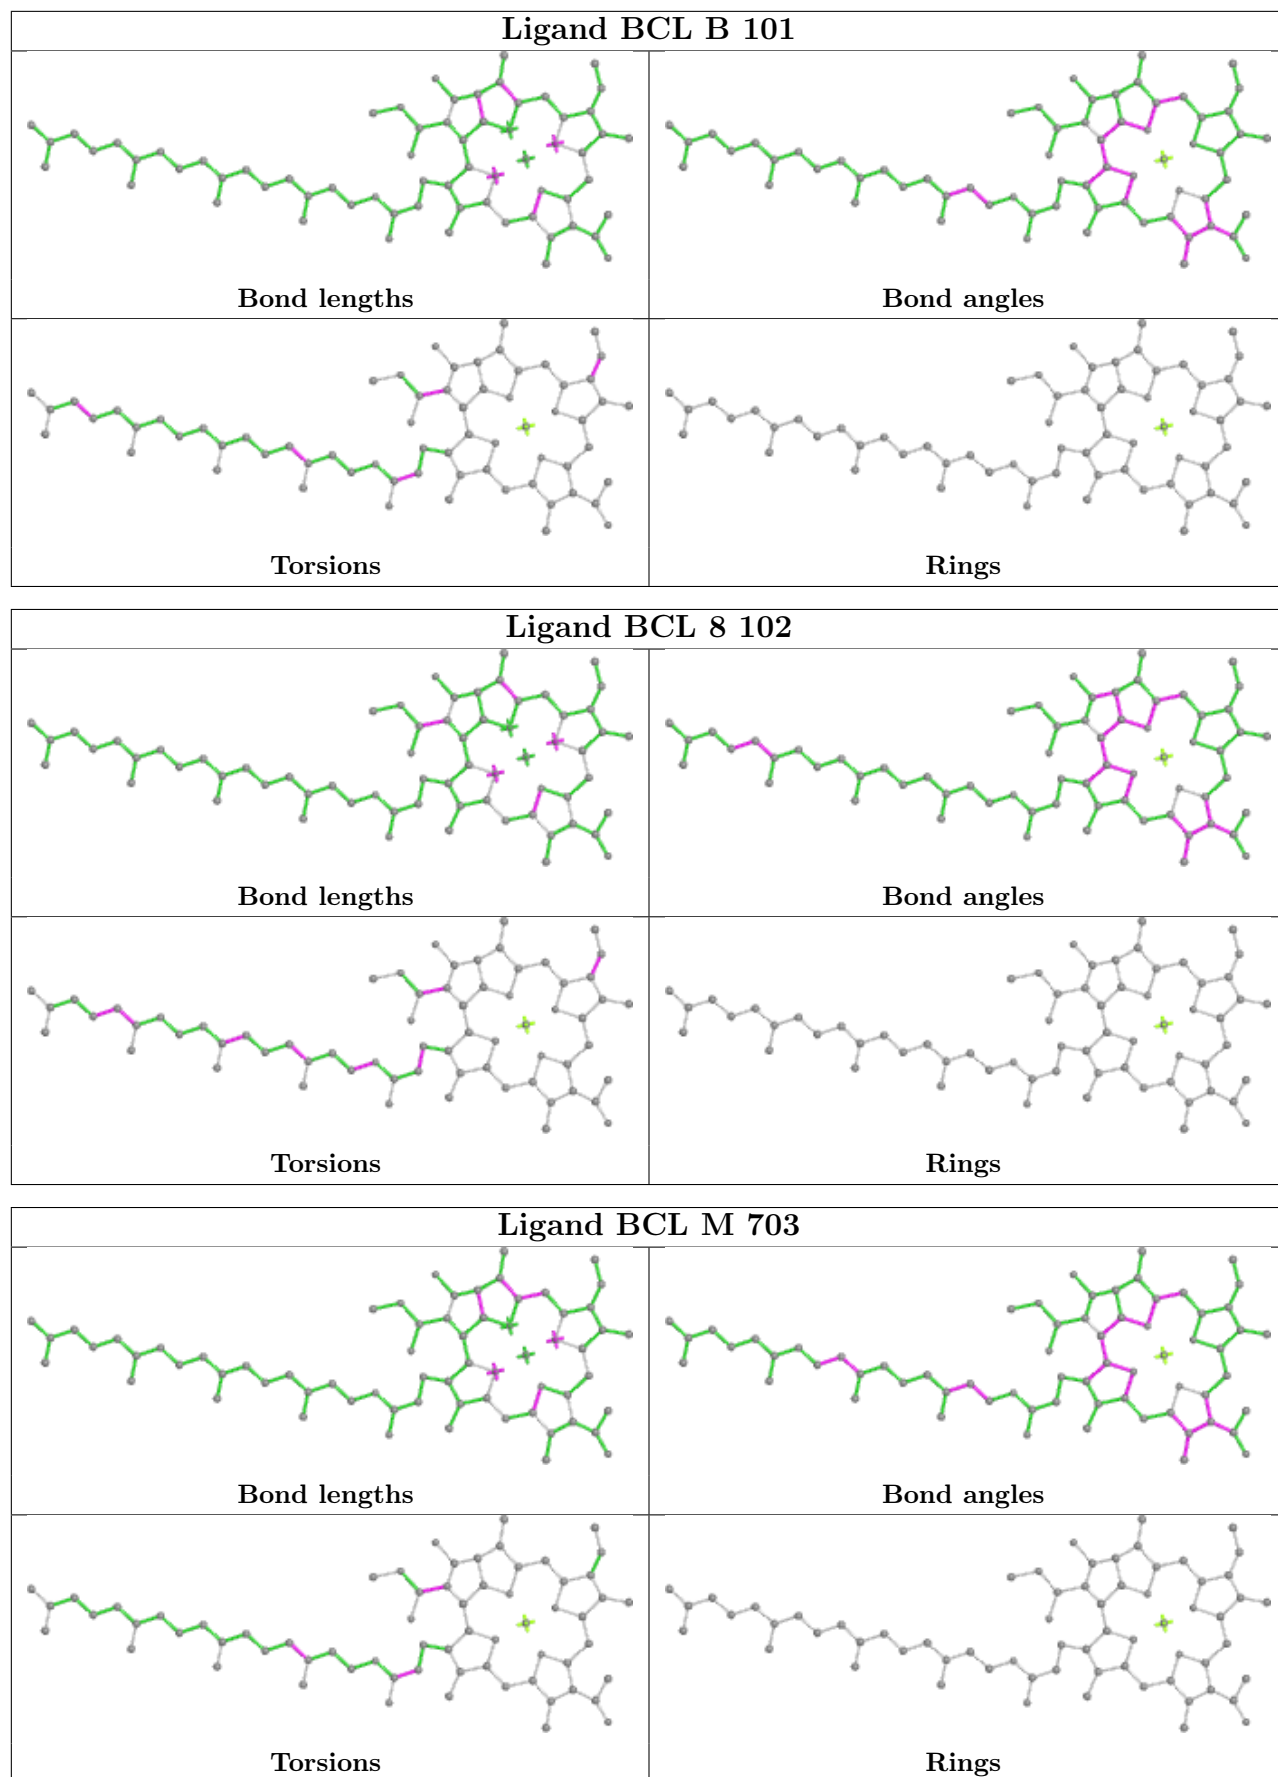 Ligand BCL B 101
Bond lengths
Bond angles
Torsions
Rings
Ligand BCL 8 102
Bond lengths
Bond angles
Torsions
Rings
Ligand BCL M 703
Bond lengths
Bond angles
Torsions
Rings